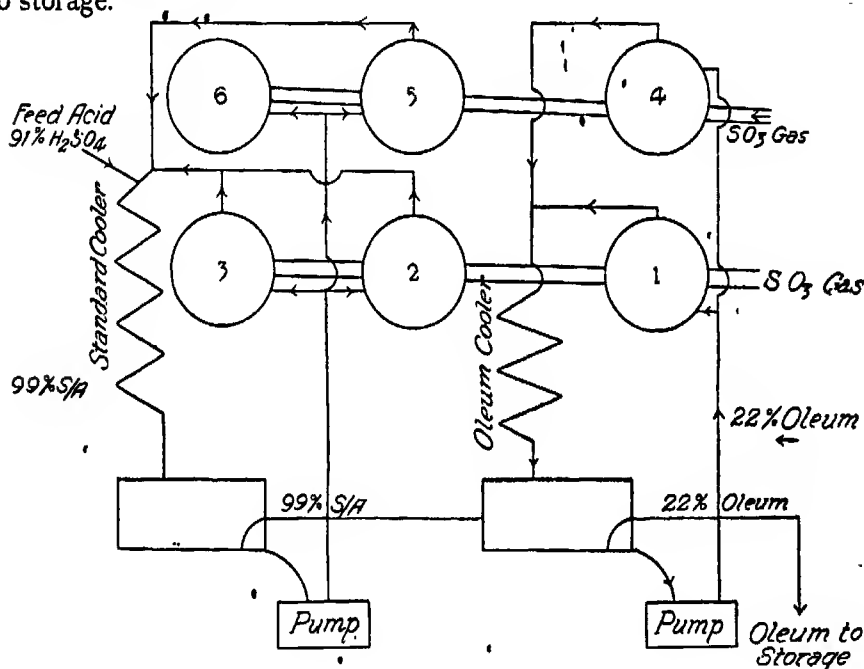 o storage.
6
5
4
Feed Acid
91% H₂SO₄
SO₃ Gas
Standard Cooler
3
2
1
SO₃ Gas
Oleum Cooler
99% S/A
22% Oleum
99% S/A
22% Oleum
Pump
Pump
Oleum to
Storage